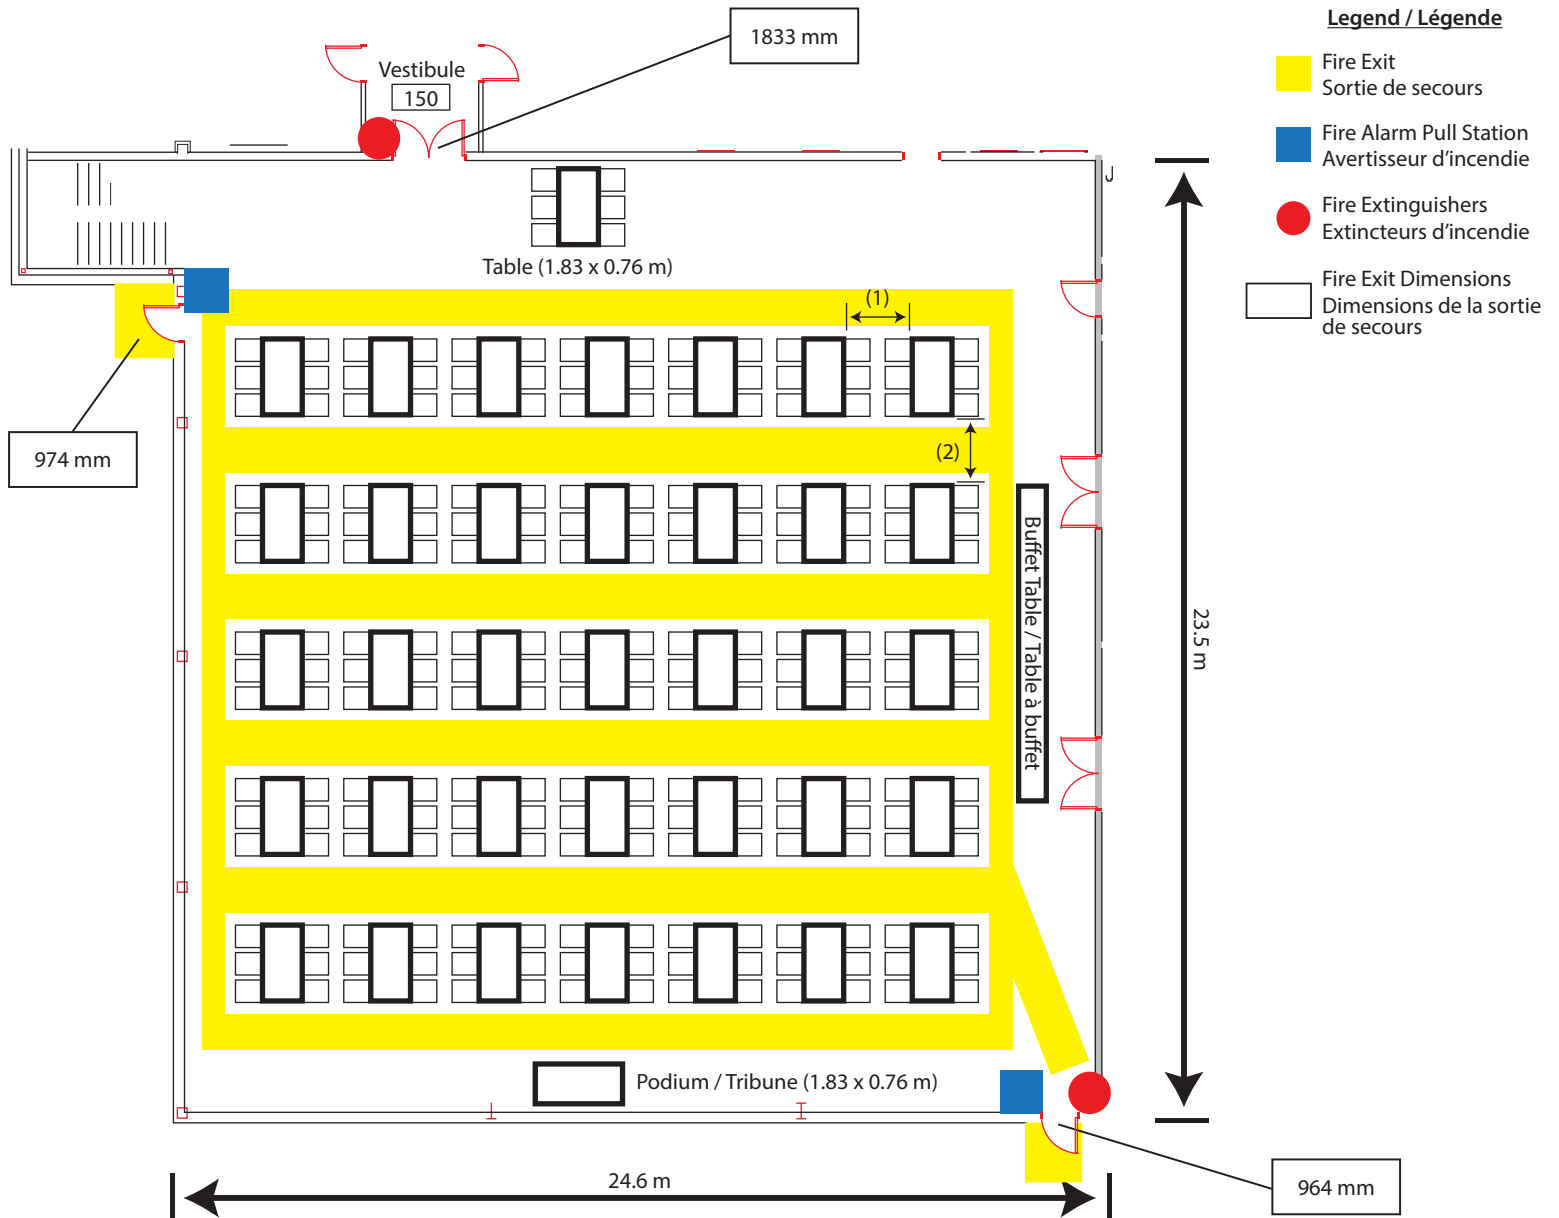 1833 mm
Vestibule
150
Legend / Légende
Fire Exit
Sortie de secours
Fire Alarm Pull Station
Avertisseur d'incendie
Fire Extinguishers
Extincteurs d'incendie
Fire Exit Dimensions
Dimensions de la sortie
de secours
Table (1.83 x 0.76 m)
(1)
974 mm
(2)
Buffet Table / Table à buffet
23.5 m
Podium / Tribune (1.83 x 0.76 m)
24.6 m
964 mm